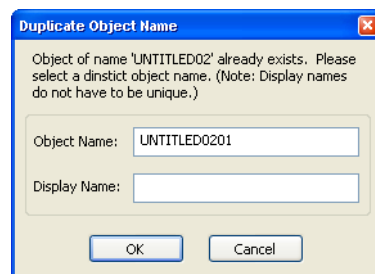 Duplicate Object Name
Object of name 'UNTITLED02' already exists. Please
select a dinstict object name. (Note: Display names
do not have to be unique.)
Object Name: UNTITLED0201
Display Name:
OK Cancel